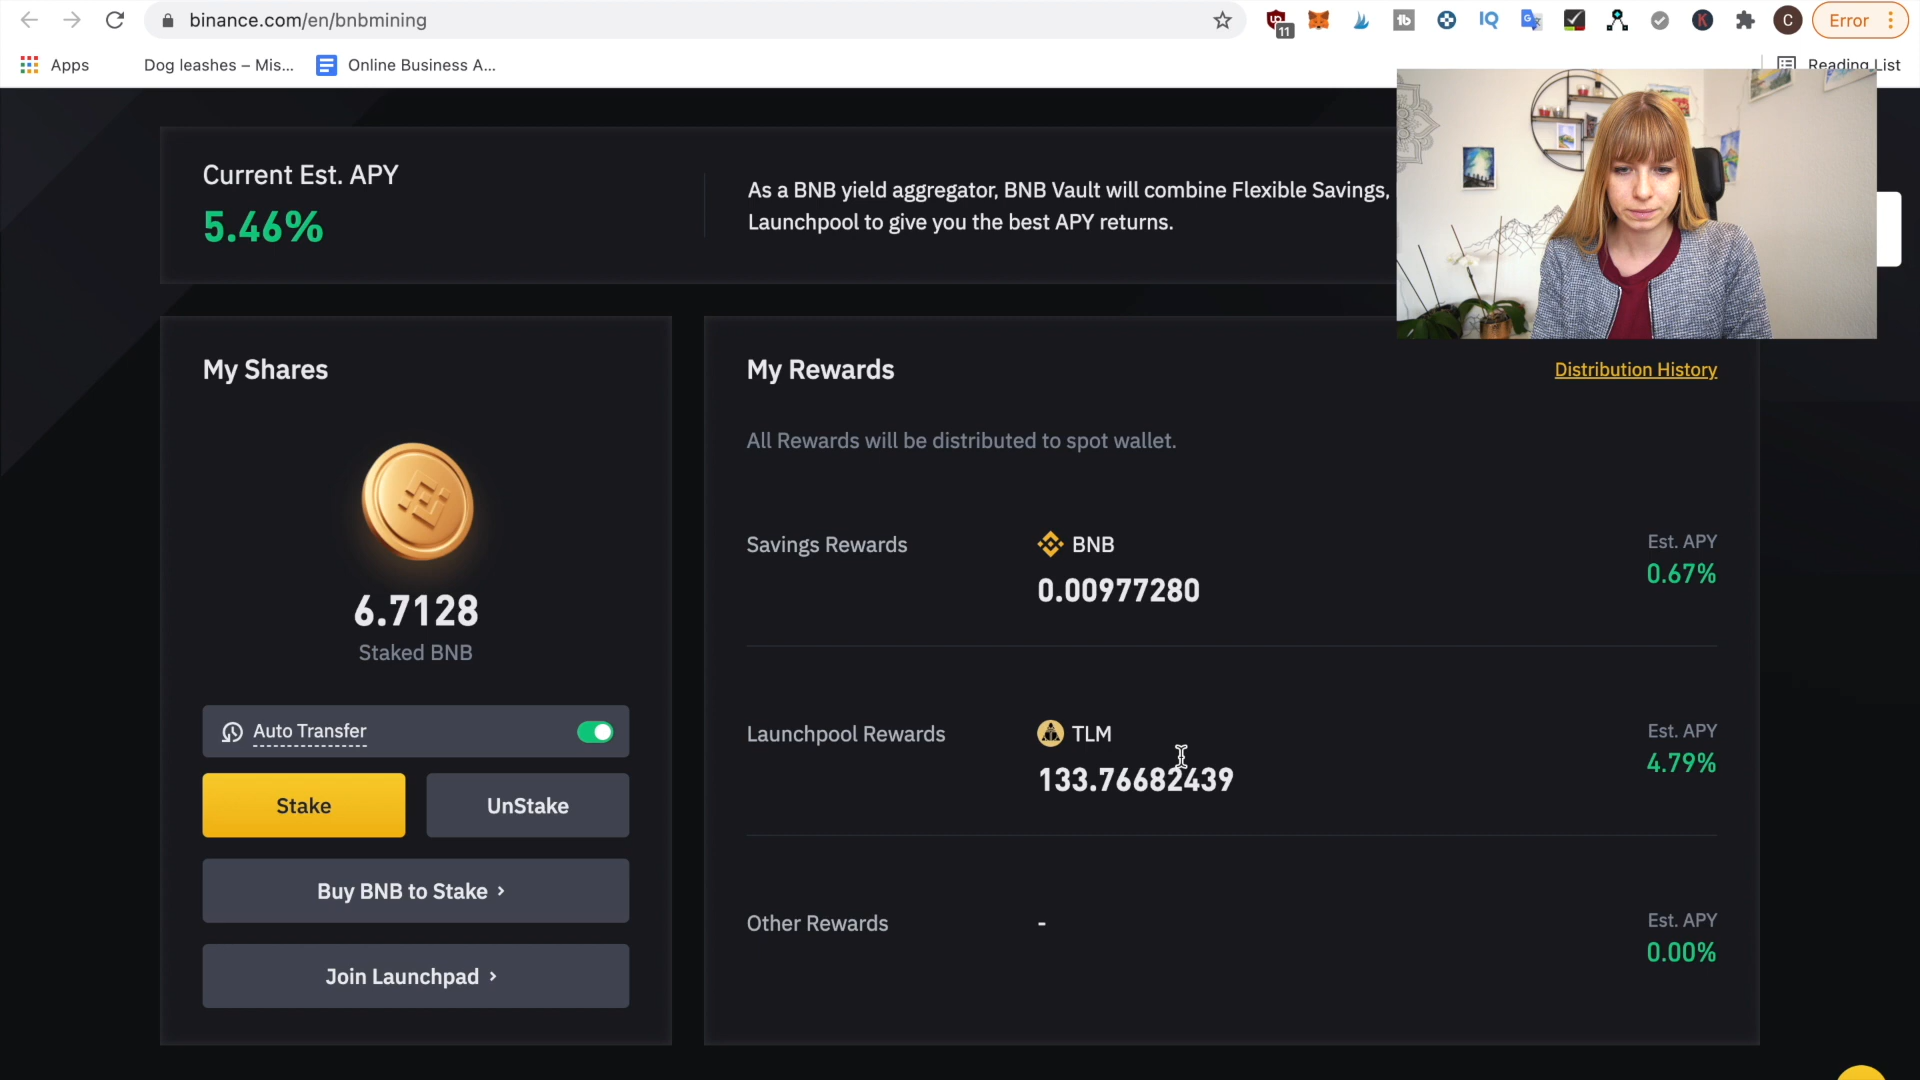 binance.com/en/bnbmining
11
tb
IQ
K
C
Error
Apps
Dog leashes – Mis...
Online Business A...
Reading List
Current Est. APY
5.46%
As a BNB yield aggregator, BNB Vault will combine Flexible Savings,
Launchpool to give you the best APY returns.
My Shares
6.7128
Staked BNB
Auto Transfer
Stake
UnStake
Buy BNB to Stake ›
Join Launchpad ›
My Rewards
Distribution History
All Rewards will be distributed to spot wallet.
Savings Rewards
BNB
0.00977280
Est. APY
0.67%
Launchpool Rewards
TLM
133.76682439
Est. APY
4.79%
Other Rewards
-
Est. APY
0.00%